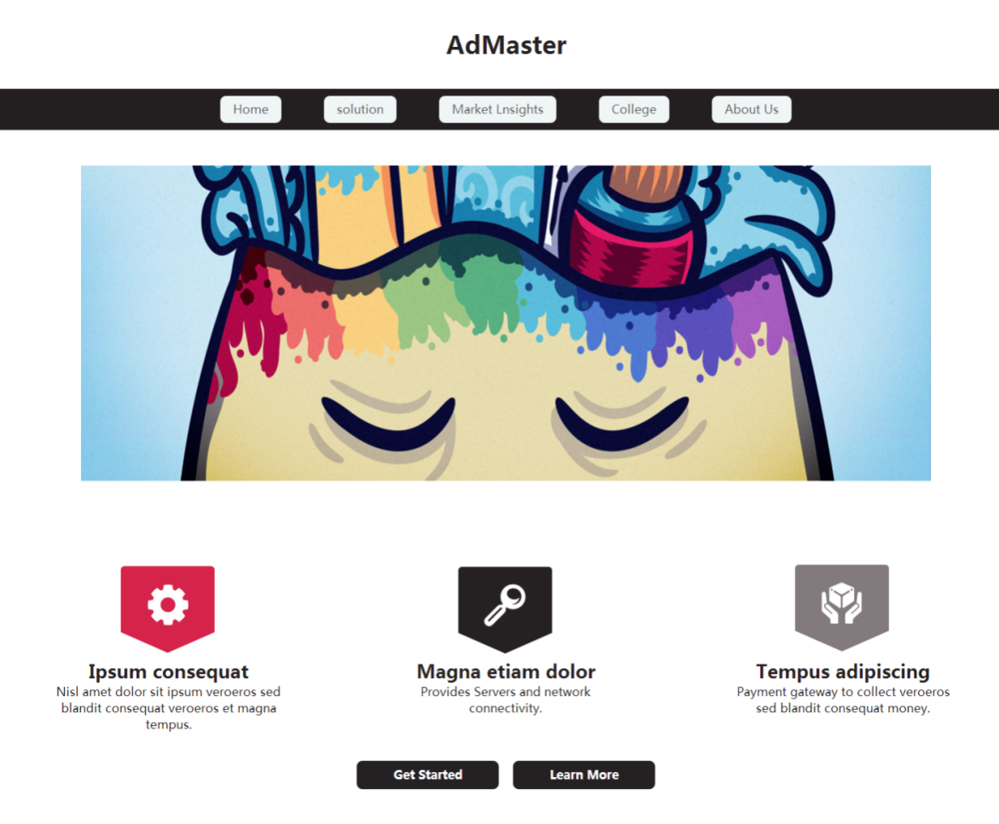 AdMaster
Home solution Market Lnsights College About Us
Ipsum consequat
Nisl amet dolor sit ipsum veroeros sed
blandit consequat veroeros et magna
tempus.
Magna etiam dolor
Provides Servers and network
connectivity.
Tempus adipiscing
Payment gateway to collect veroeros
sed blandit consequat money.
Get Started Learn More